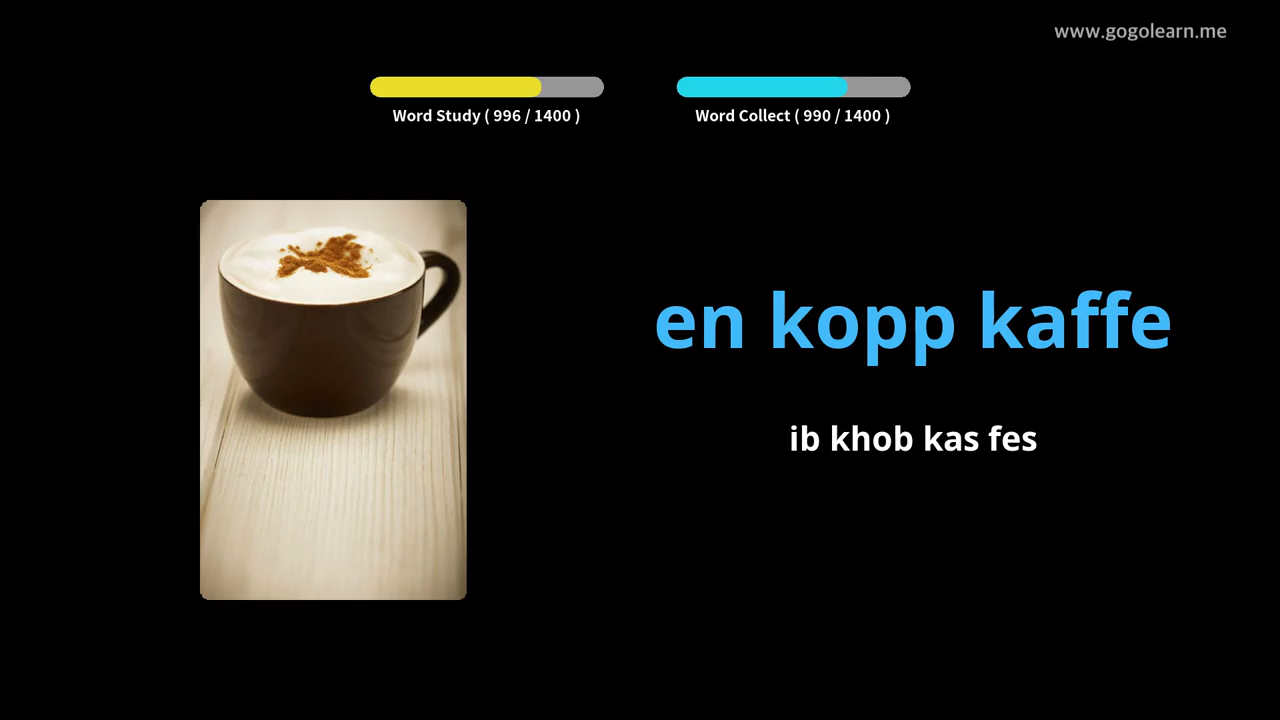 www.gogolearn.me
Word Study ( 996 / 1400 )
Word Collect ( 990 / 1400 )
en kopp kaffe
ib khob kas fes